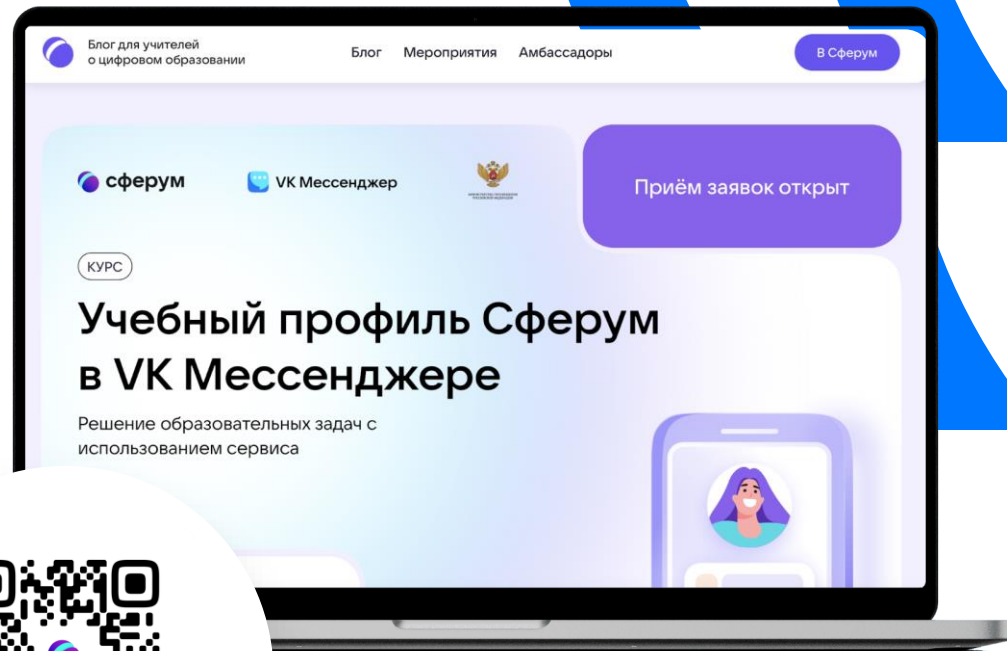 Блог для учителей
о цифровом образовании
Блог Мероприятия Амбассадоры
В Сферум
сферум
VK Мессенджер
Приём заявок открыт
КУРС
Учебный профиль Сферум
в VK Мессенджере
Решение образовательных задач с
использованием сервиса